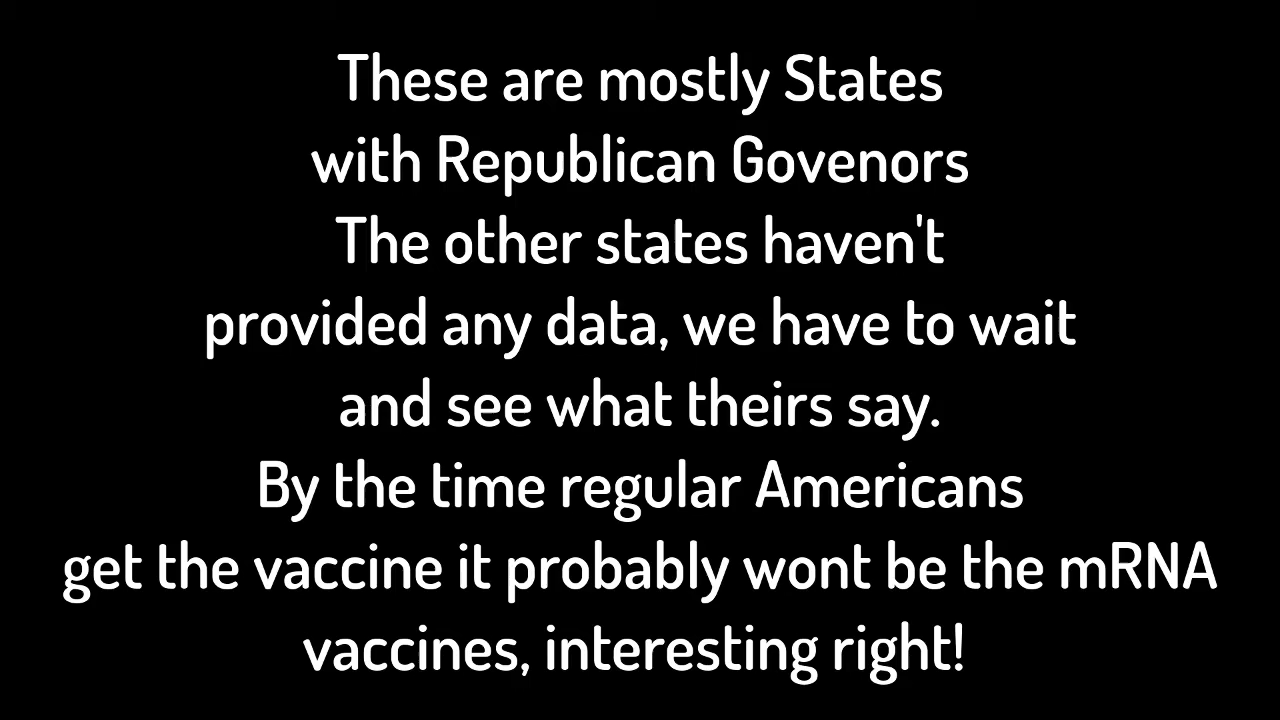 These are mostly States
with Republican Govenors
The other states haven't
provided any data, we have to wait
and see what theirs say.
By the time regular Americans
get the vaccine it probably wont be the mRNA
vaccines, interesting right!